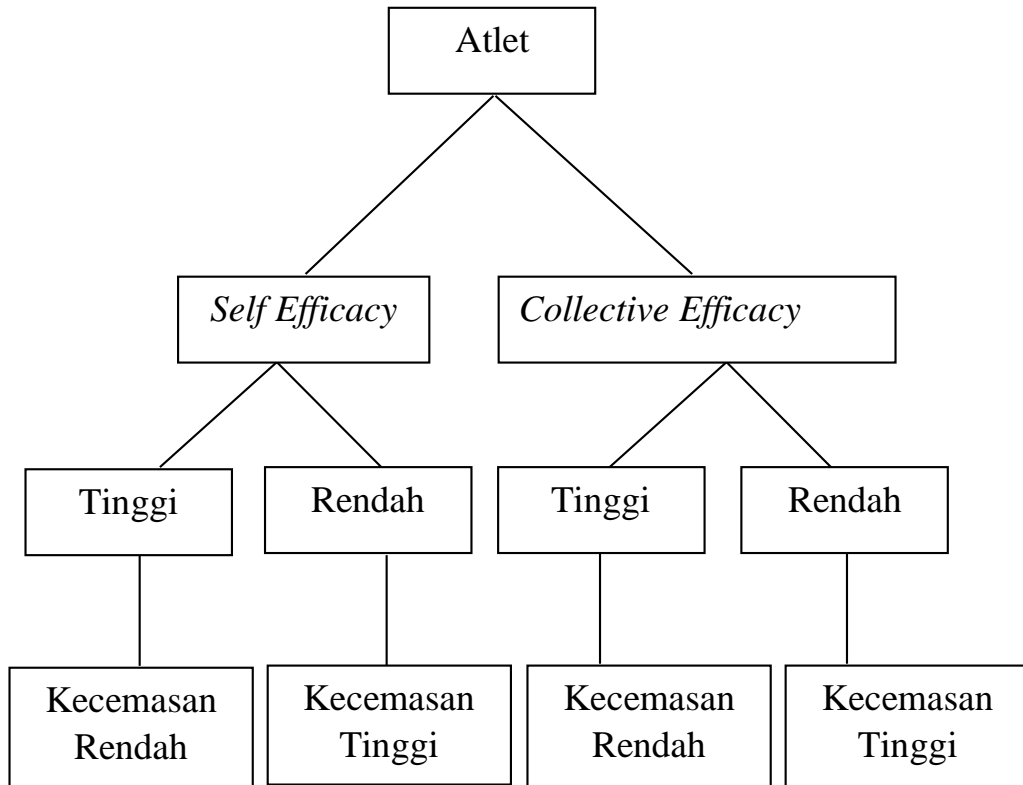 Atlet
Self Efficacy
Collective Efficacy
Tinggi
Rendah
Tinggi
Rendah
Kecemasan
Rendah
Kecemasan
Tinggi
Kecemasan
Rendah
Kecemasan
Tinggi